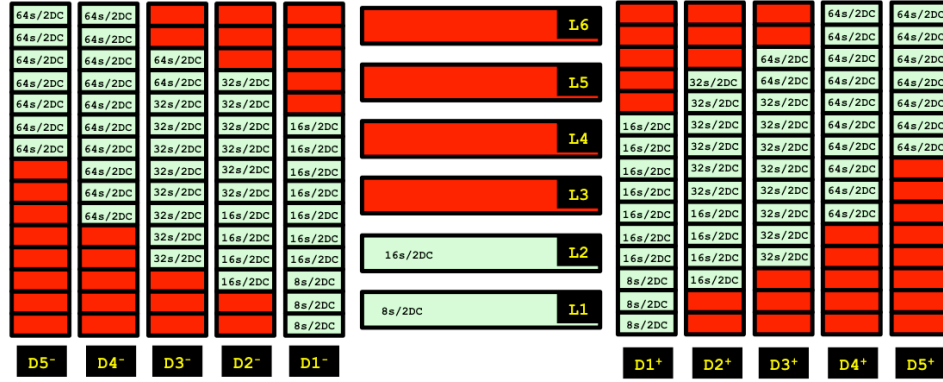 64s/2DC 64s/2DC L6 64s/2DC 64s/2DC
64s/2DC 64s/2DC 64s/2DC 64s/2DC
64s/2DC 64s/2DC 64s/2DC 64s/2DC 64s/2DC 64s/2DC
64s/2DC 64s/2DC 64s/2DC 32s/2DC L5 32s/2DC 64s/2DC 64s/2DC 64s/2DC
64s/2DC 64s/2DC 32s/2DC 32s/2DC 32s/2DC 32s/2DC 64s/2DC 64s/2DC
64s/2DC 64s/2DC 32s/2DC 32s/2DC 16s/2DC L4 16s/2DC 32s/2DC 32s/2DC 64s/2DC 64s/2DC
64s/2DC 64s/2DC 32s/2DC 32s/2DC 16s/2DC 16s/2DC 32s/2DC 32s/2DC 64s/2DC 64s/2DC
64s/2DC 32s/2DC 32s/2DC 16s/2DC 16s/2DC 32s/2DC 32s/2DC 64s/2DC
64s/2DC 32s/2DC 32s/2DC 16s/2DC L3 16s/2DC 32s/2DC 32s/2DC 64s/2DC
64s/2DC 32s/2DC 16s/2DC 16s/2DC 16s/2DC 16s/2DC 32s/2DC 64s/2DC
32s/2DC 16s/2DC 16s/2DC 16s/2DC 16s/2DC 32s/2DC
32s/2DC 16s/2DC 16s/2DC 16s/2DC L2 16s/2DC 16s/2DC 32s/2DC
16s/2DC 8s/2DC 8s/2DC 16s/2DC
8s/2DC 8s/2DC L1 8s/2DC
8s/2DC 8s/2DC
D5⁻ D4⁻ D3⁻ D2⁻ D1⁻ D1⁺ D2⁺ D3⁺ D4⁺ D5⁺